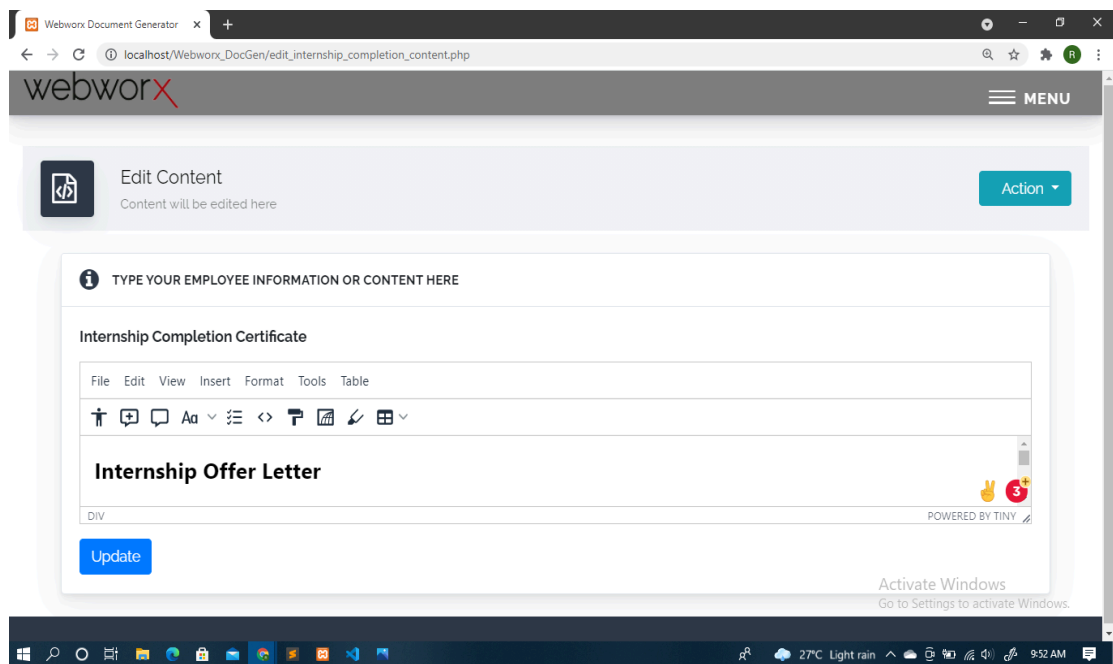 Webworx Document Generator
localhost/Webworx_DocGen/edit_internship_completion_content.php
R
webworx
MENU
Edit Content
Content will be edited here
Action
TYPE YOUR EMPLOYEE INFORMATION OR CONTENT HERE
Internship Completion Certificate
File Edit View Insert Format Tools Table
Aa
Internship Offer Letter
3
DIV
POWERED BY TINY
Update
Activate Windows
Go to Settings to activate Windows.
27°C Light rain
9:52 AM